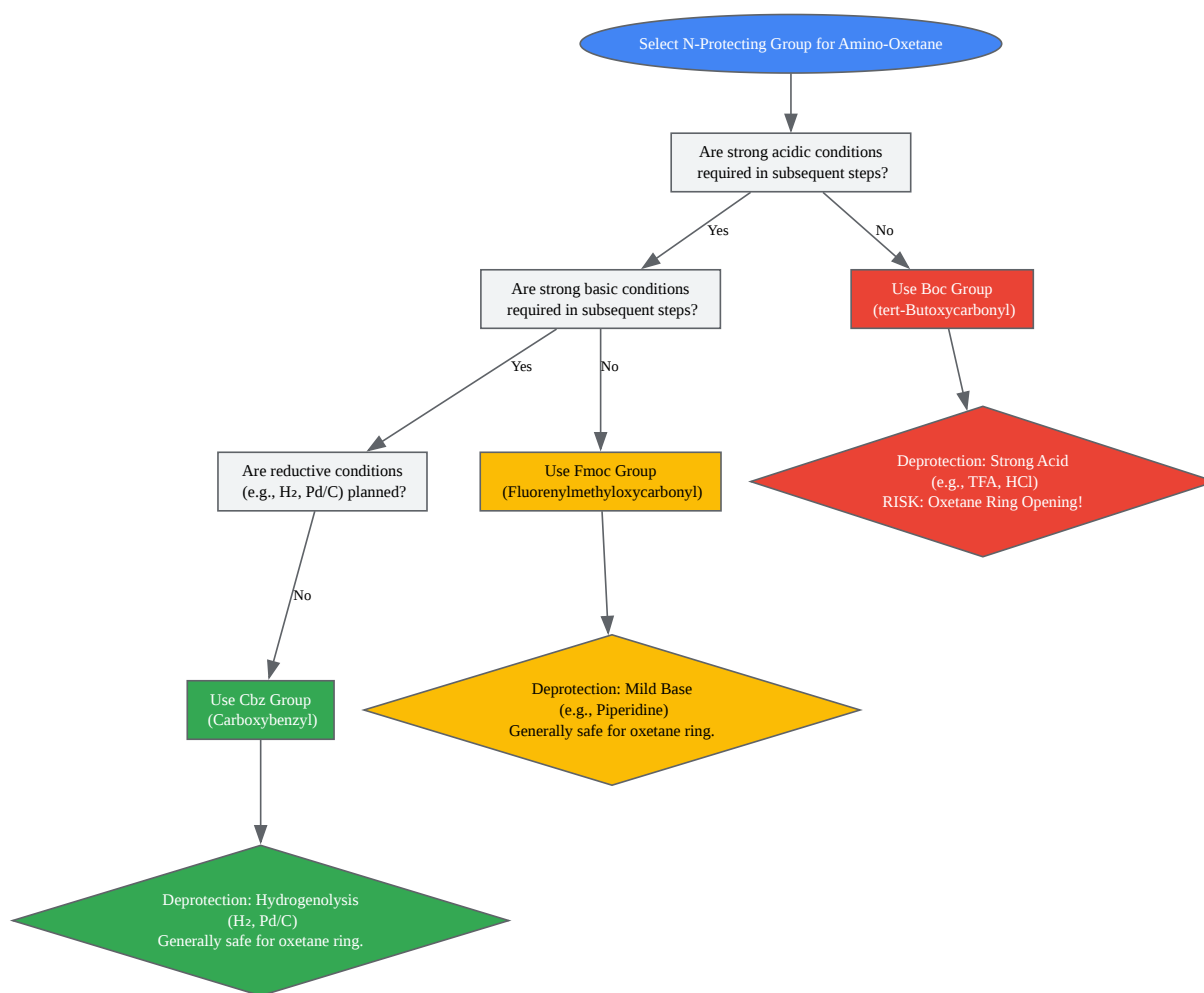 Select N-Protecting Group for Amino-Oxetane
Are strong acidic conditions
required in subsequent steps?
Yes
No
Are strong basic conditions
required in subsequent steps?
Use Boc Group
(tert-Butoxycarbonyl)
Yes
No
Are reductive conditions
(e.g., H₂, Pd/C) planned?
Use Fmoc Group
(Fluorenylmethyloxycarbonyl)
Deprotection: Strong Acid
(e.g., TFA, HCl)
RISK: Oxetane Ring Opening!
No
Use Cbz Group
(Carboxybenzyl)
Deprotection: Mild Base
(e.g., Piperidine)
Generally safe for oxetane ring.
Deprotection: Hydrogenolysis
(H₂, Pd/C)
Generally safe for oxetane ring.